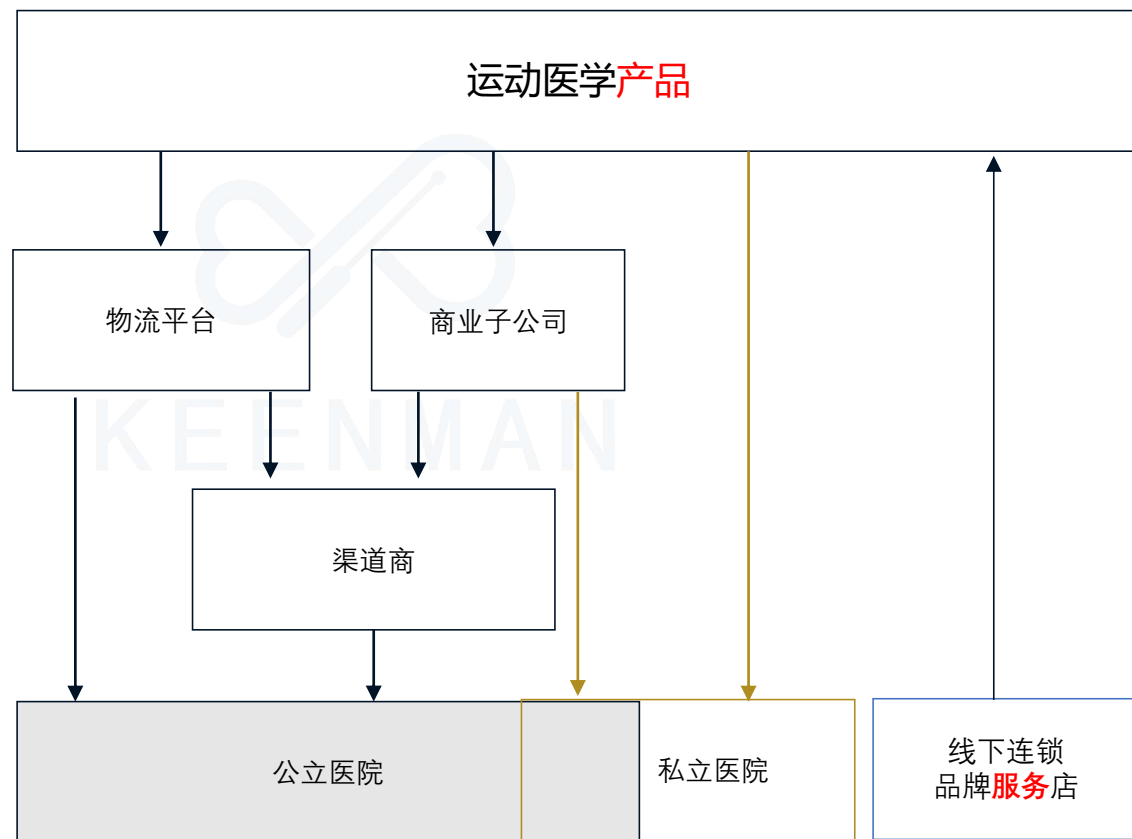 运动医学产品
物流平台
商业子公司
KEENMAN
渠道商
公立医院
私立医院
线下连锁
品牌服务店